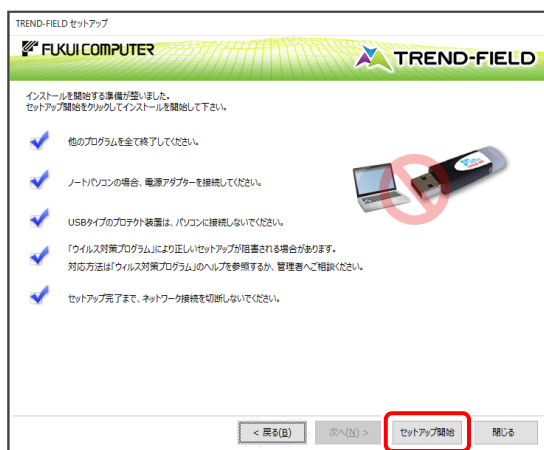 TREND-FIELD セットアップ
FUKUI COMPUTER
TREND-FIELD
インストールを開始する準備が整いました。
セットアップ開始をクリックしてインストールを開始して下さい。
他のプログラムを全て終了してください。
ノートパソコンの場合、電源アダプターを接続してください。
USBタイプのプロテクト装置は、パソコンに接続しないでください。
「ウイルス対策プログラム」により正しいセットアップが阻害される場合があります。
対応方法は「ウィルス対策プログラム」のヘルプを参照するか、管理者へご相談ください。
セットアップ完了まで、ネットワーク接続を切断しないでください。
< 戻る(B)
次へ(N) >
セットアップ開始
閉じる